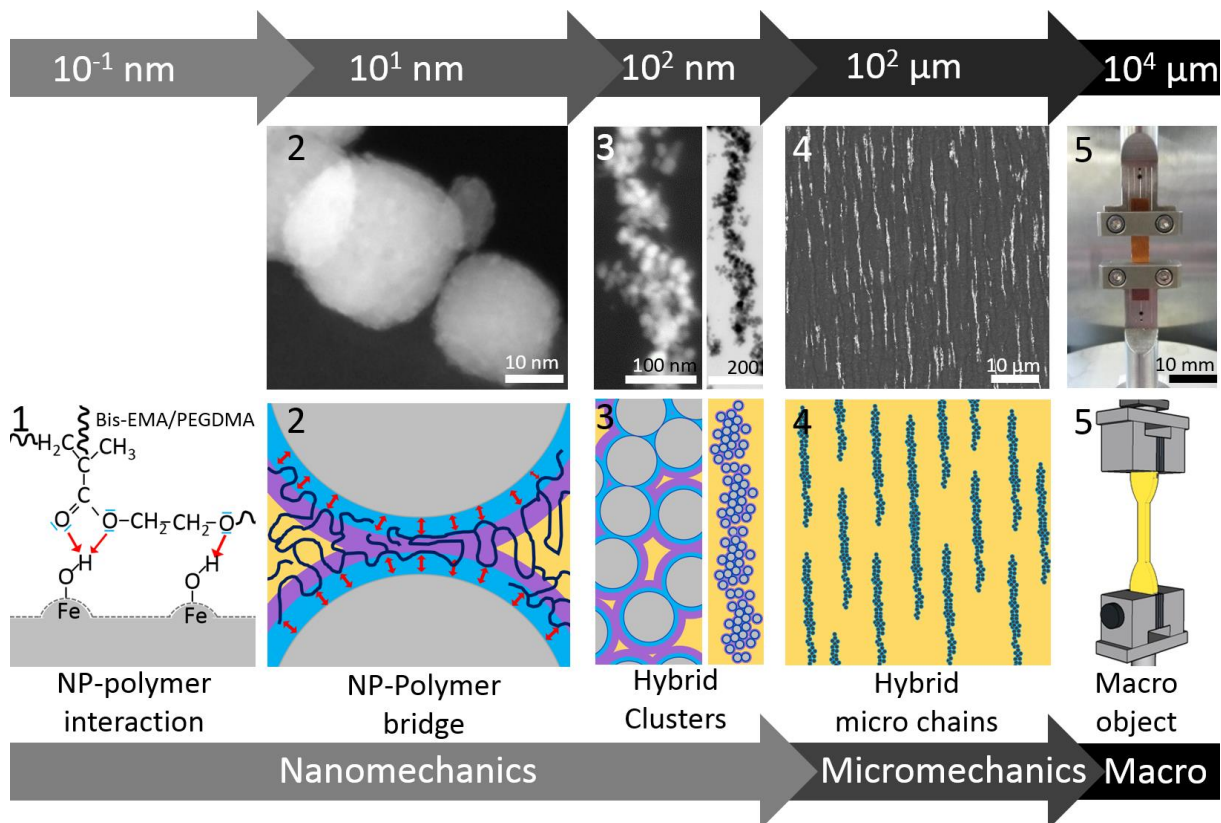 10⁻¹ nm
10¹ nm
10² nm
10² µm
10⁴ µm
2
10 nm
3
100 nm
200
4
10 µm
5
10 mm
1
Bis-EMA/PEGDMA
H₂C
CH₃
C
C
O
O–CH₂–CH₂–O
H
H
O
O
Fe
Fe
2
3
4
5
NP-polymer
interaction
NP-Polymer
bridge
Hybrid
Clusters
Hybrid
micro chains
Macro
object
Nanomechanics
Micromechanics
Macro